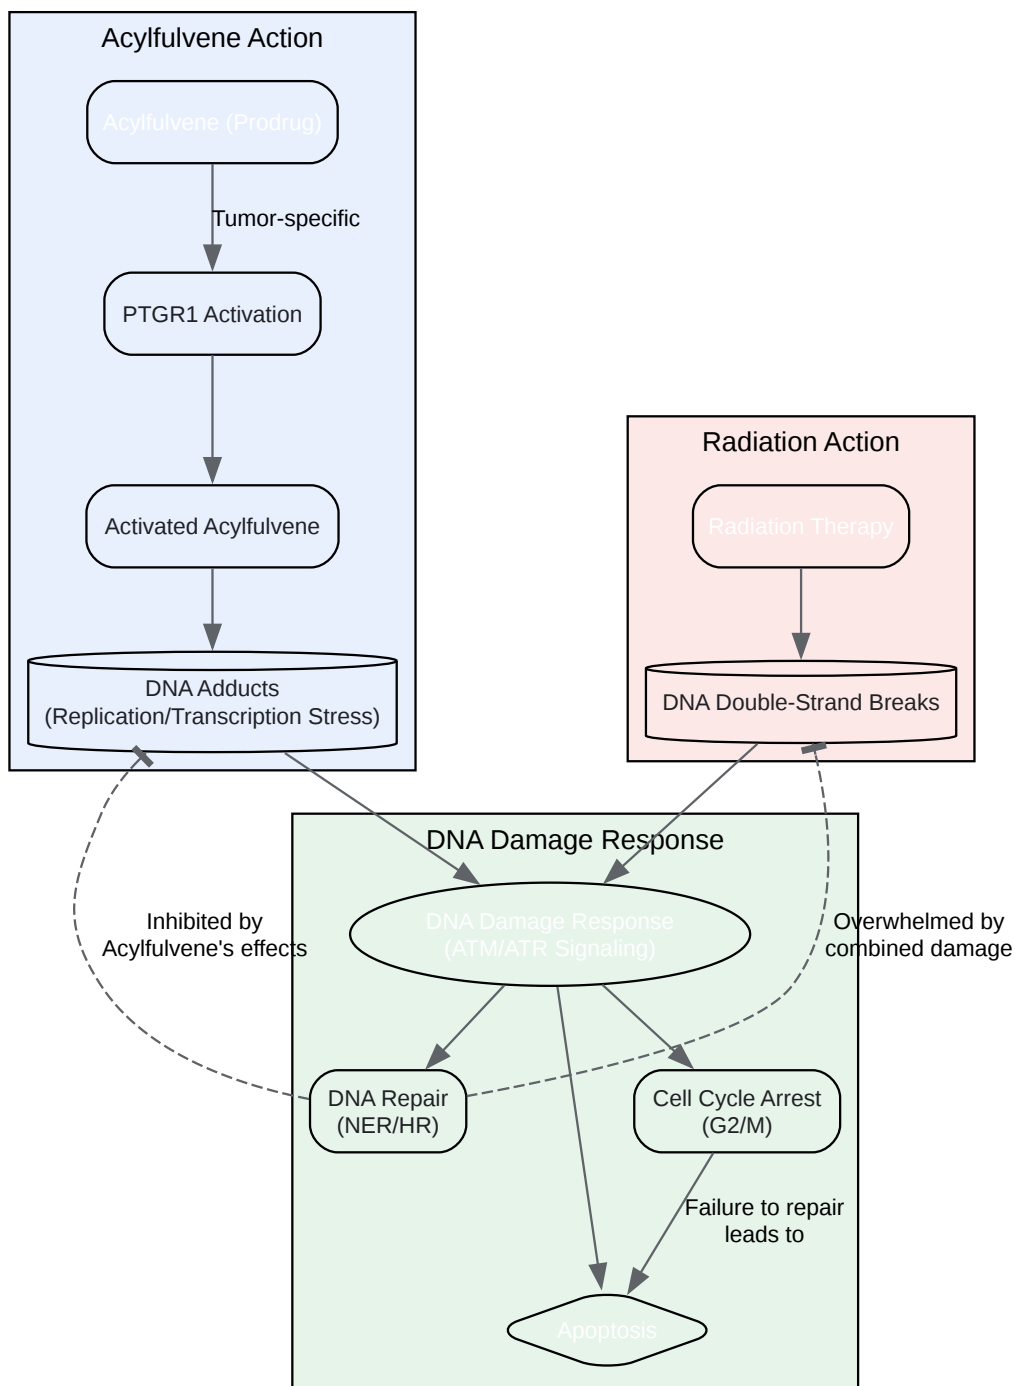 Acylfulvene Action
Acylfulvene (Prodrug)
Tumor-specific
PTGR1 Activation
Activated Acylfulvene
DNA Adducts
(Replication/Transcription Stress)
Radiation Action
Radiation Therapy
DNA Double-Strand Breaks
DNA Damage Response
DNA Damage Response
(ATM/ATR Signaling)
Inhibited by
Acylfulvene's effects
Overwhelmed by
combined damage
DNA Repair
(NER/HR)
Cell Cycle Arrest
(G2/M)
Failure to repair
leads to
Apoptosis